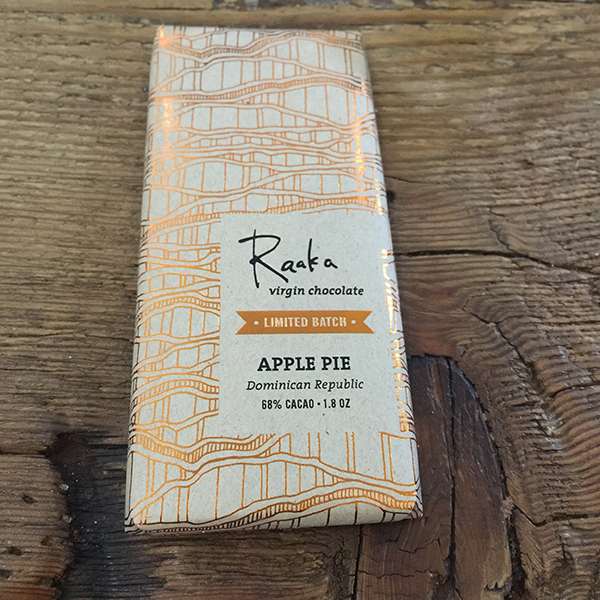 Raaka
virgin chocolate
• LIMITED BATCH •
APPLE PIE
Dominican Republic
68% CACAO • 1.8 OZ